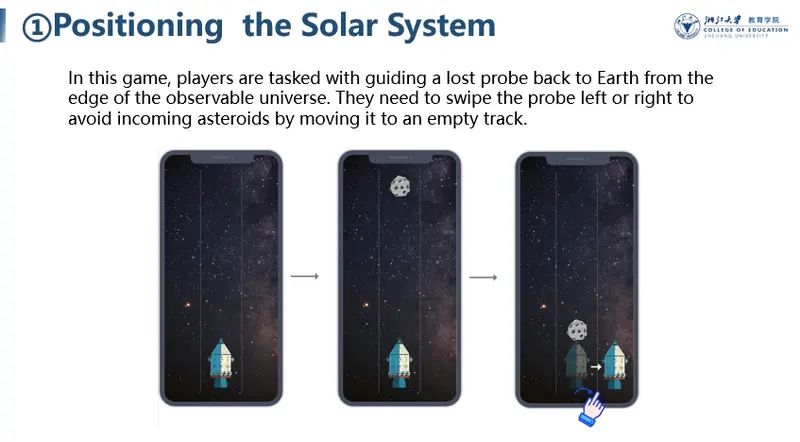 ①Positioning the Solar System
浙江大学 教育学院
COLLEGE OF EDUCATION
ZHEJIANG UNIVERSITY
In this game, players are tasked with guiding a lost probe back to Earth from the
edge of the observable universe. They need to swipe the probe left or right to
avoid incoming asteroids by moving it to an empty track.